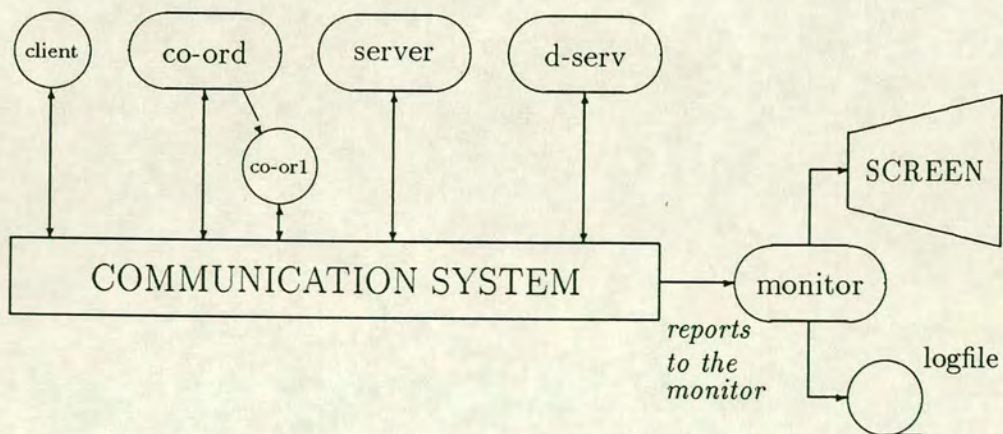 client
co-ord
server
d-serv
co-or1
SCREEN
COMMUNICATION SYSTEM
monitor
reports
to the
monitor
logfile